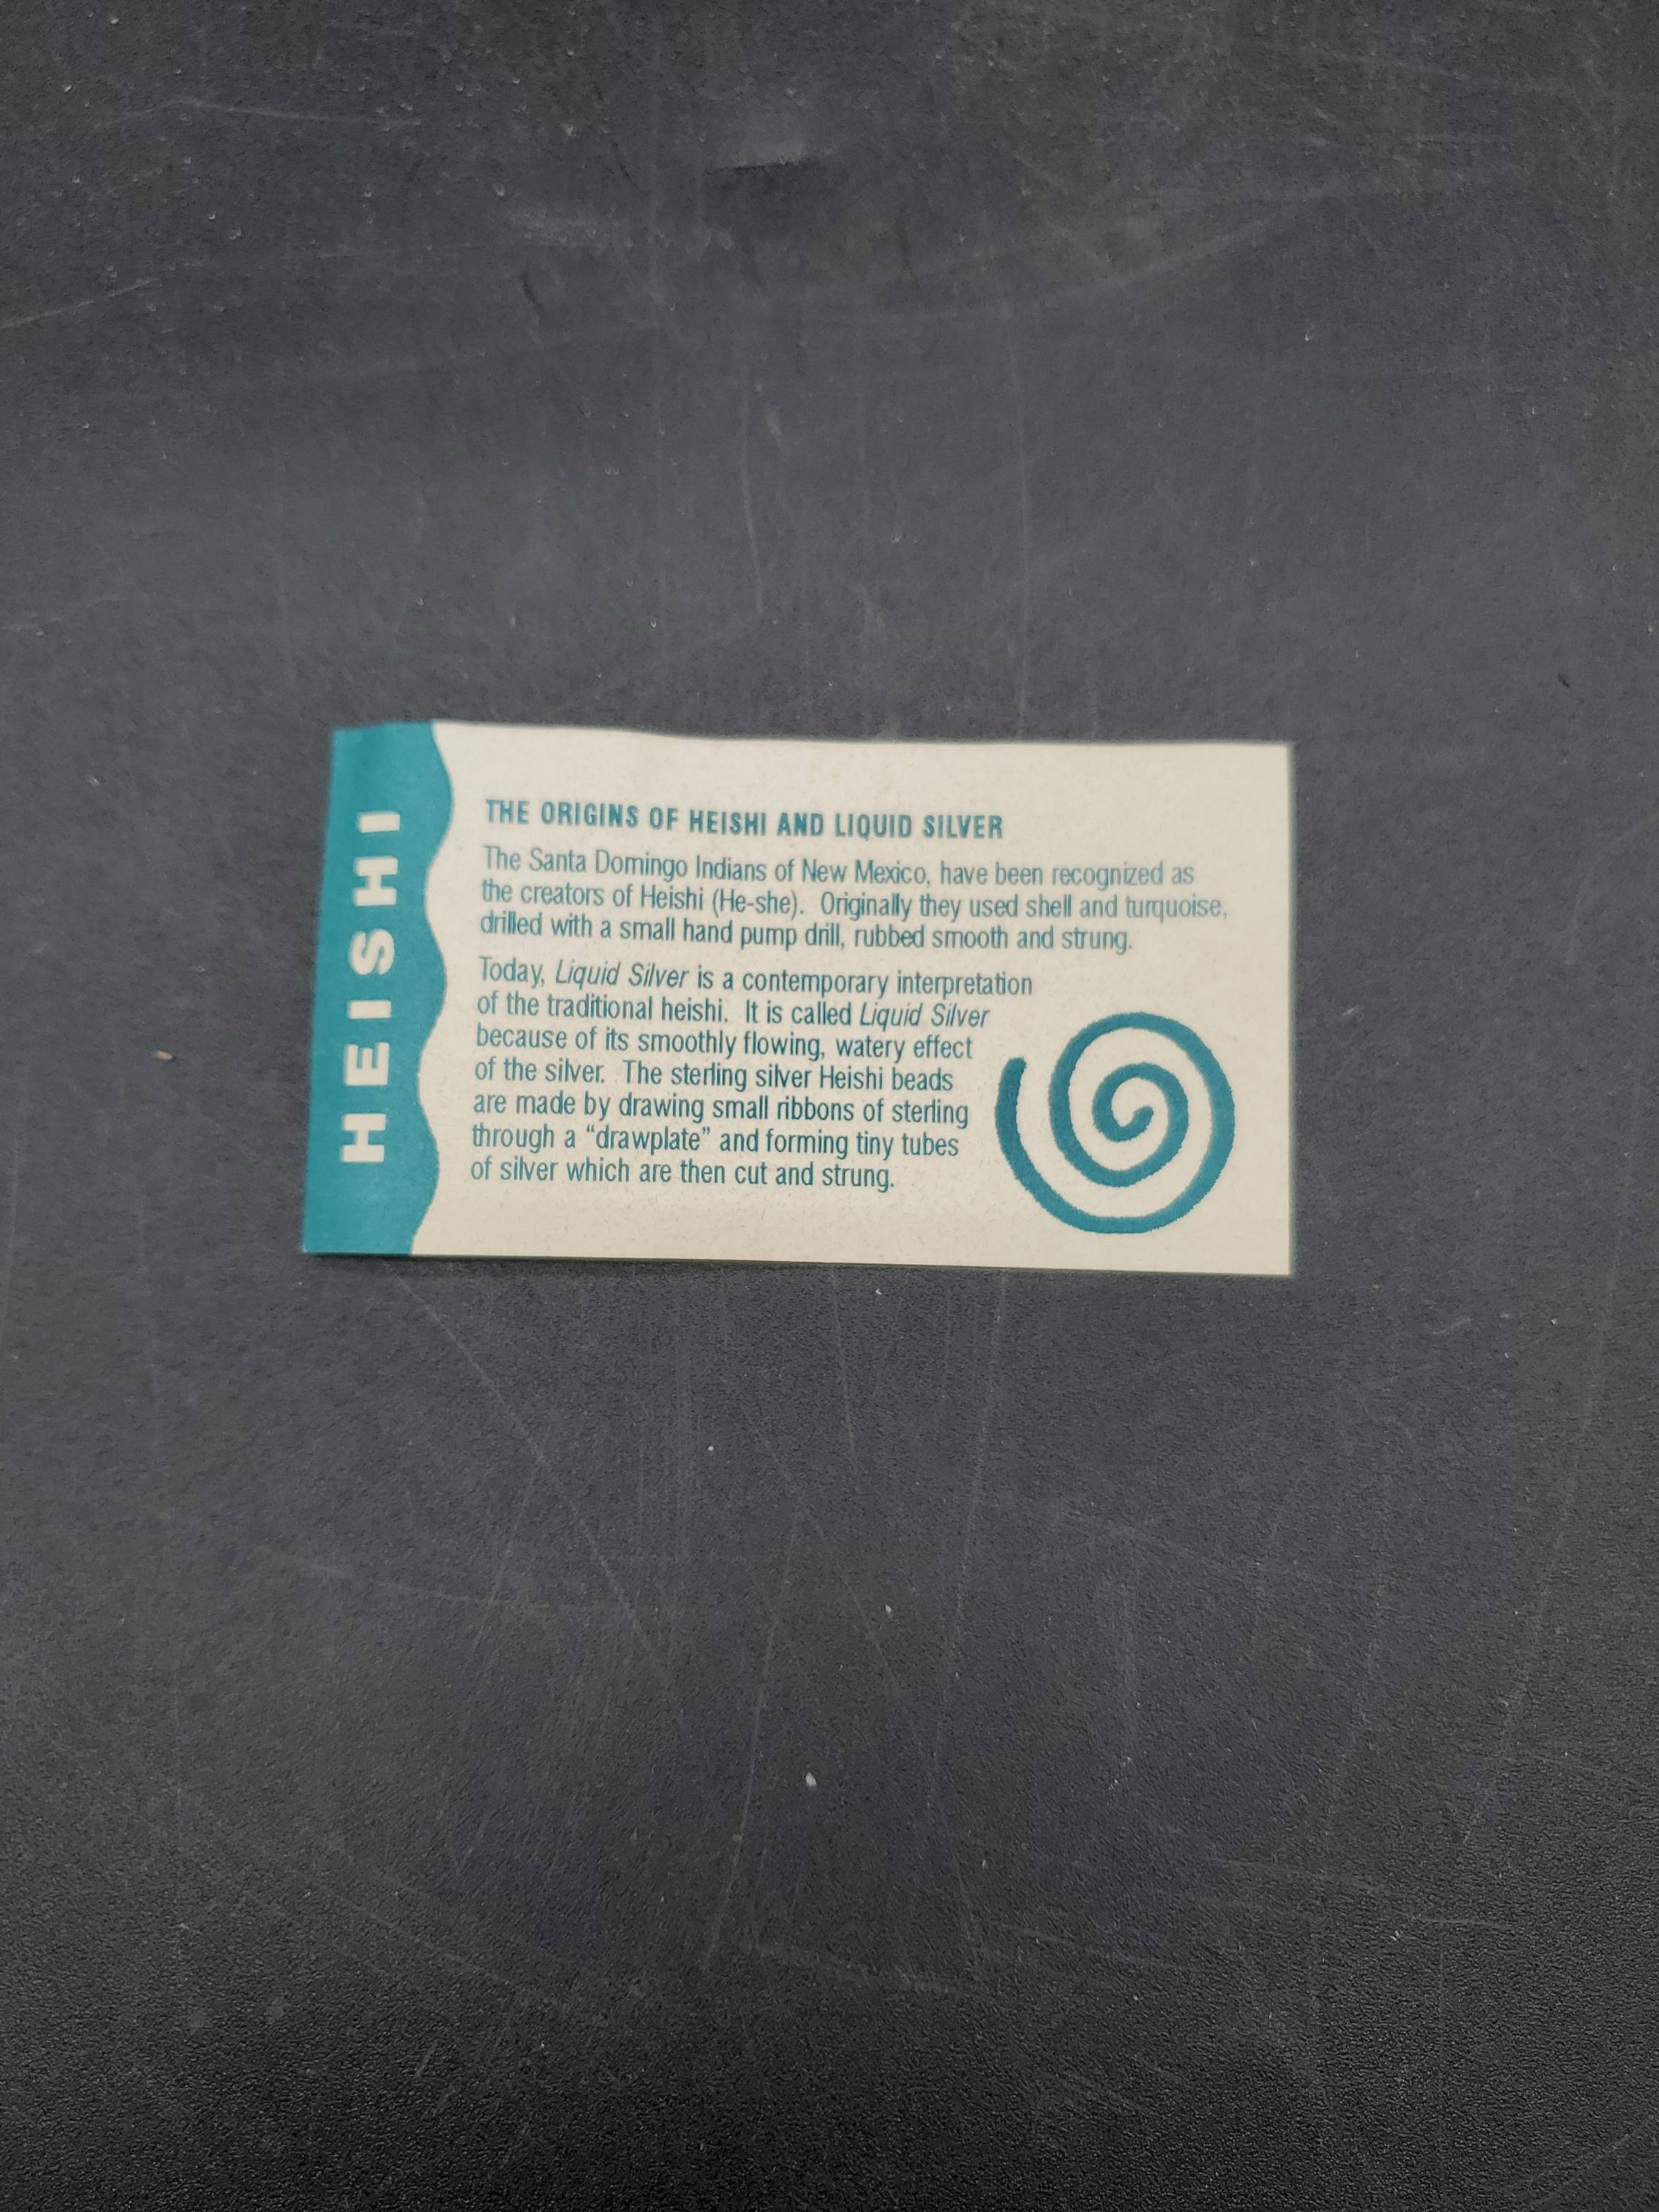 HEISHI
THE ORIGINS OF HEISHI AND LIQUID SILVER
The Santa Domingo Indians of New Mexico, have been recognized as
the creators of Heishi (He-she).  Originally they used shell and turquoise,
drilled with a small hand pump drill, rubbed smooth and strung.
Today, Liquid Silver is a contemporary interpretation
of the traditional heishi.  It is called Liquid Silver
because of its smoothly flowing, watery effect
of the silver.  The sterling silver Heishi beads
are made by drawing small ribbons of sterling
through a “drawplate” and forming tiny tubes
of silver which are then cut and strung.